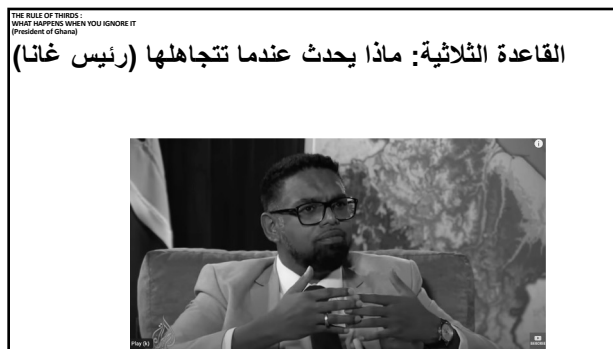 THE RULE OF THIRDS :
WHAT HAPPENS WHEN YOU IGNORE IT
(President of Ghana)
القاعدة الثلاثية: ماذا يحدث عندما تتجاهلها (رئيس غانا)
Play (k)